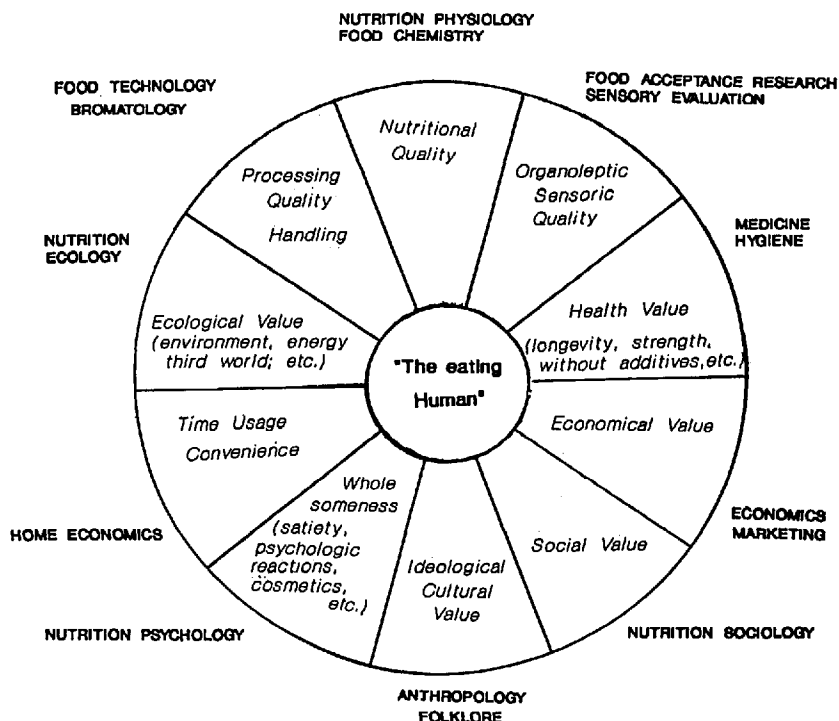 NUTRITION PHYSIOLOGY
FOOD CHEMISTRY
FOOD TECHNOLOGY
BROMATOLOGY
FOOD ACCEPTANCE RESEARCH
SENSORY EVALUATION
Nutritional
Quality
Processing
Quality
Handling
Organoleptic
Sensoric
Quality
NUTRITION
ECOLOGY
MEDICINE
HYGIENE
Ecological Value
(environment, energy
third world; etc.)
Health Value
(longevity, strength,
without additives,etc.)
"The eating
Human"
Time Usage
Convenience
Economical Value
Whole
someness
(satiety,
psychologic
reactions,
cosmetics,
etc.)
Ideological
Cultural
Value
Social Value
HOME ECONOMICS
ECONOMICS
MARKETING
NUTRITION PSYCHOLOGY
NUTRITION SOCIOLOGY
ANTHROPOLOGY
FOLKLORE